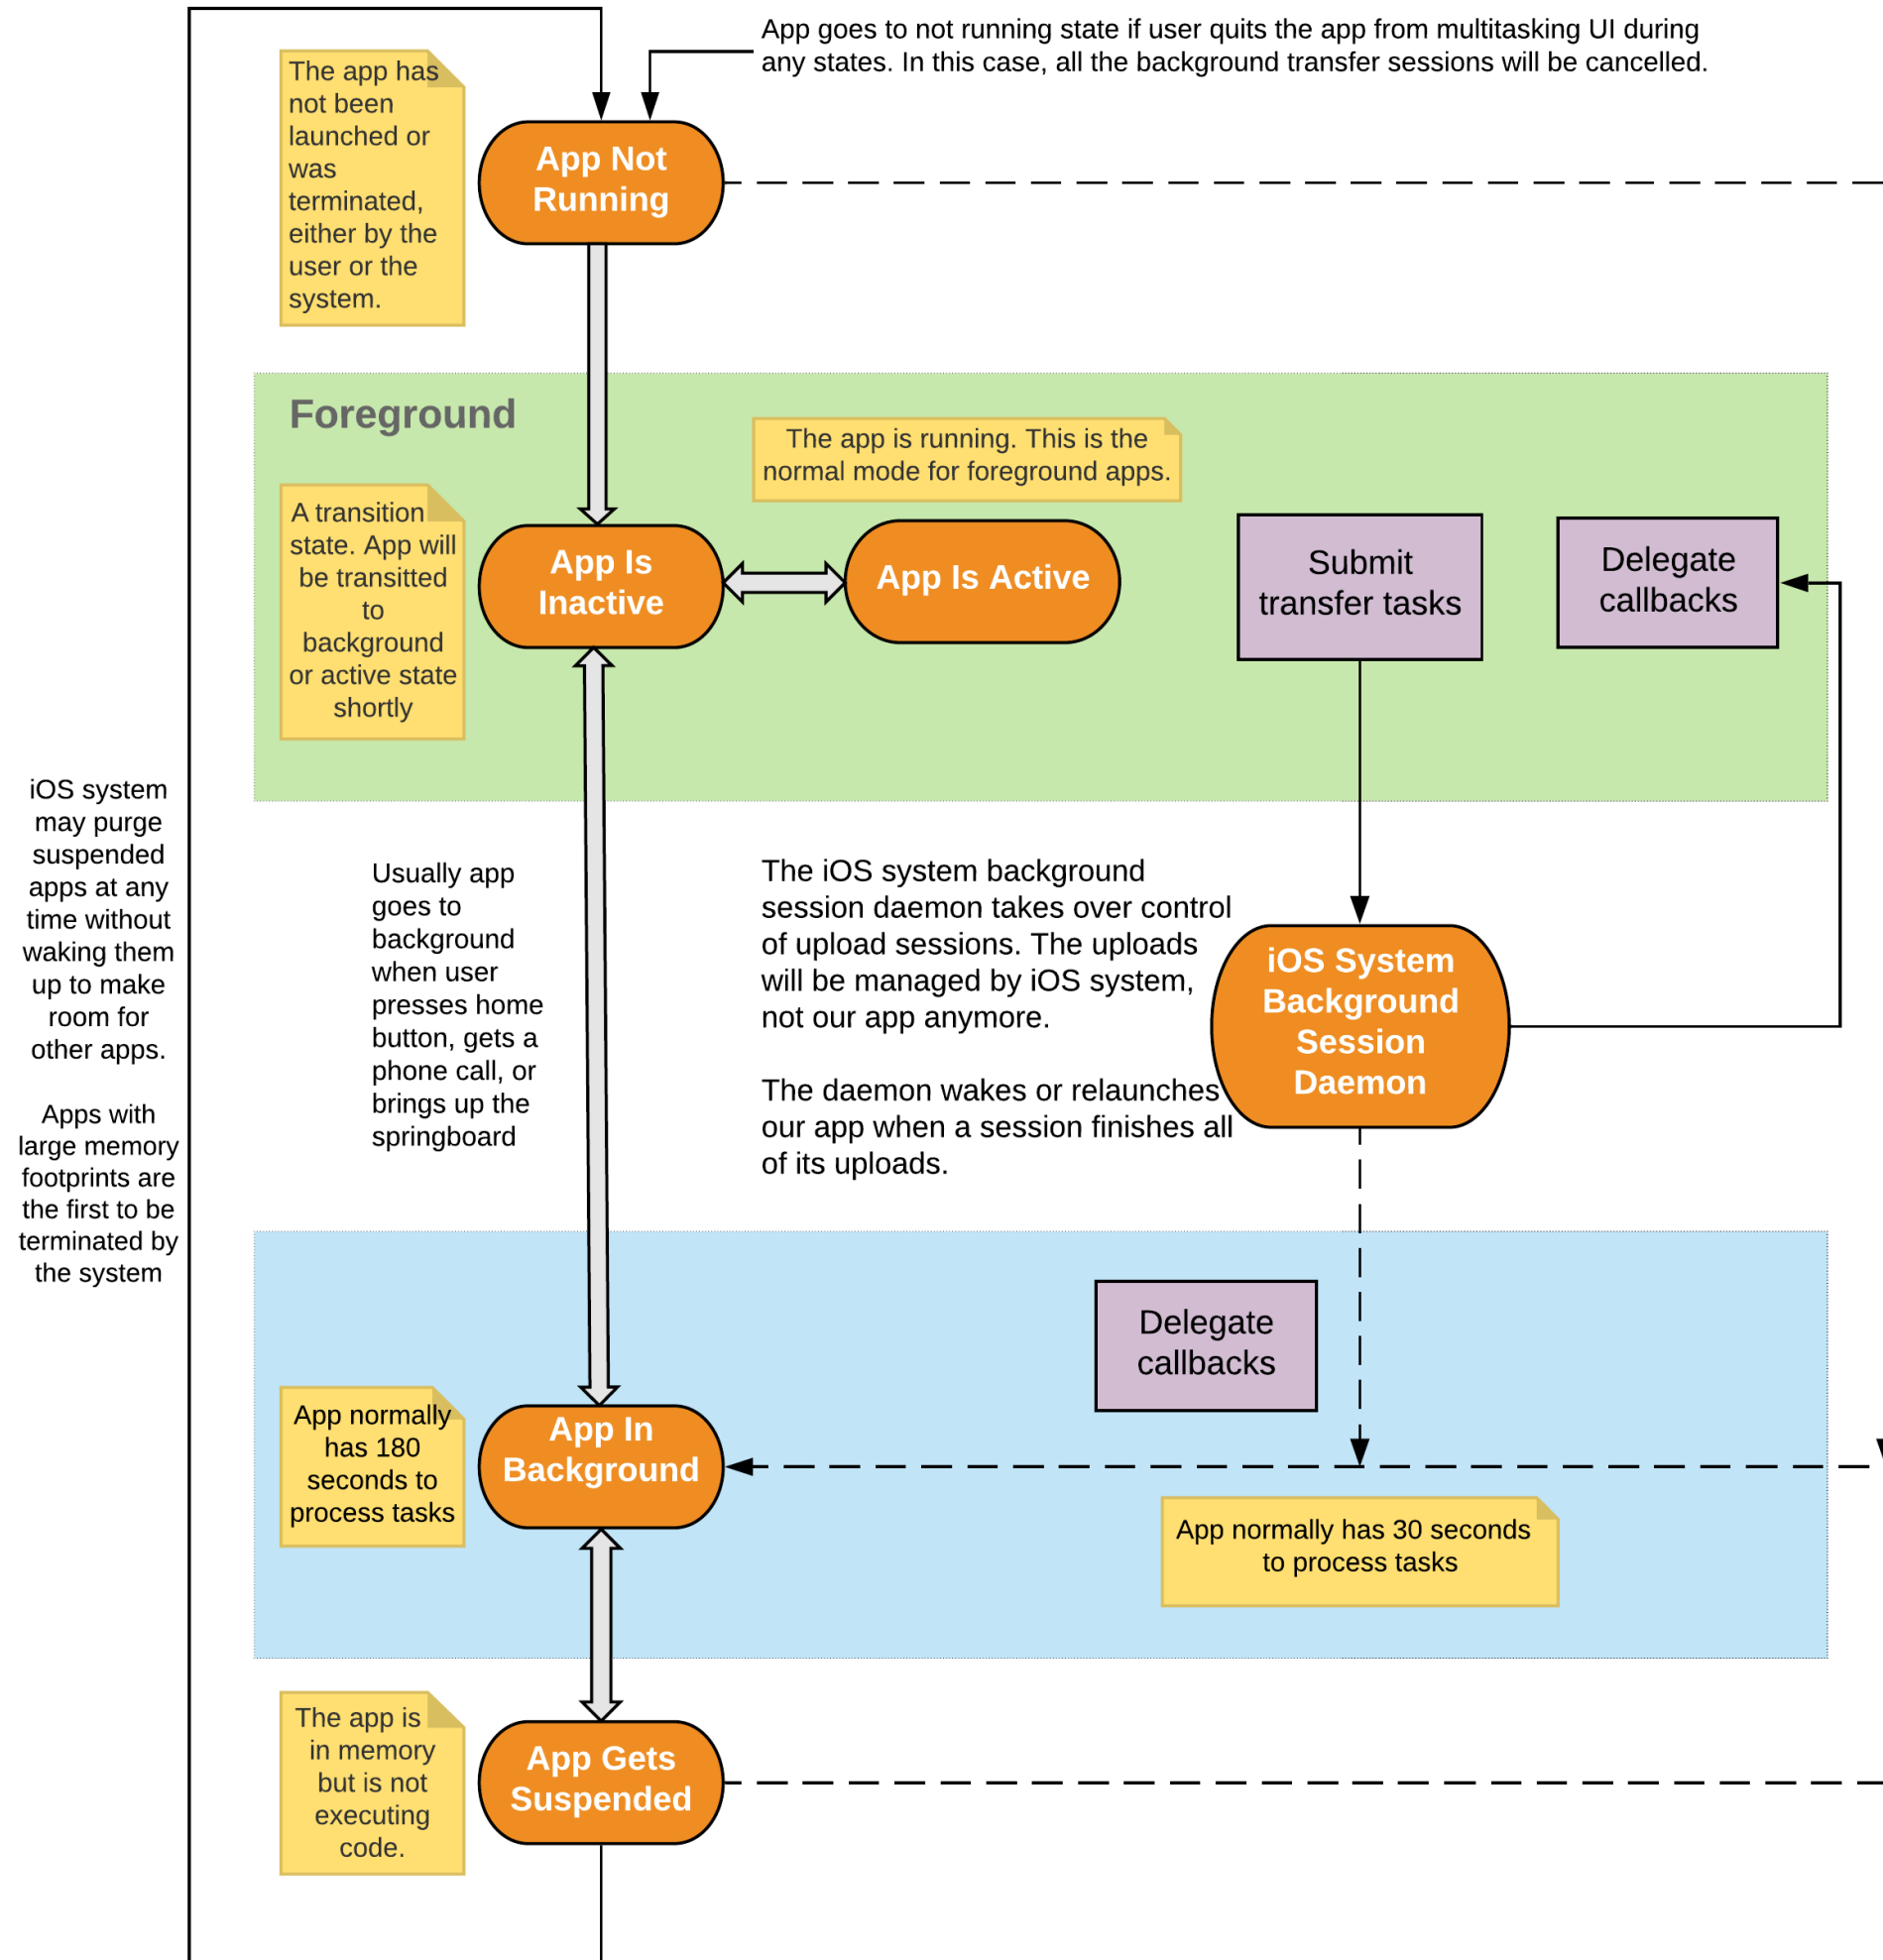 App goes to not running state if user quits the app from multitasking UI during
any states. In this case, all the background transfer sessions will be cancelled.
The app has
not been
launched or
was
terminated,
either by the
user or the
system.
App Not
Running
Foreground
The app is running. This is the
normal mode for foreground apps.
A transition
state. App will
be transitted
to
background
or active state
shortly
App Is
Inactive
App Is Active
Submit
transfer tasks
Delegate
callbacks
iOS system
may purge
suspended
apps at any
time without
waking them
up to make
room for
other apps.
Apps with
large memory
footprints are
the first to be
terminated by
the system
Usually app
goes to
background
when user
presses home
button, gets a
phone call, or
brings up the
springboard
The iOS system background
session daemon takes over control
of upload sessions. The uploads
will be managed by iOS system,
not our app anymore.
The daemon wakes or relaunches
our app when a session finishes all
of its uploads.
iOS System
Background
Session
Daemon
Delegate
callbacks
App normally
has 180
seconds to
process tasks
App In
Background
App normally has 30 seconds
to process tasks
The app is
in memory
but is not
executing
code.
App Gets
Suspended